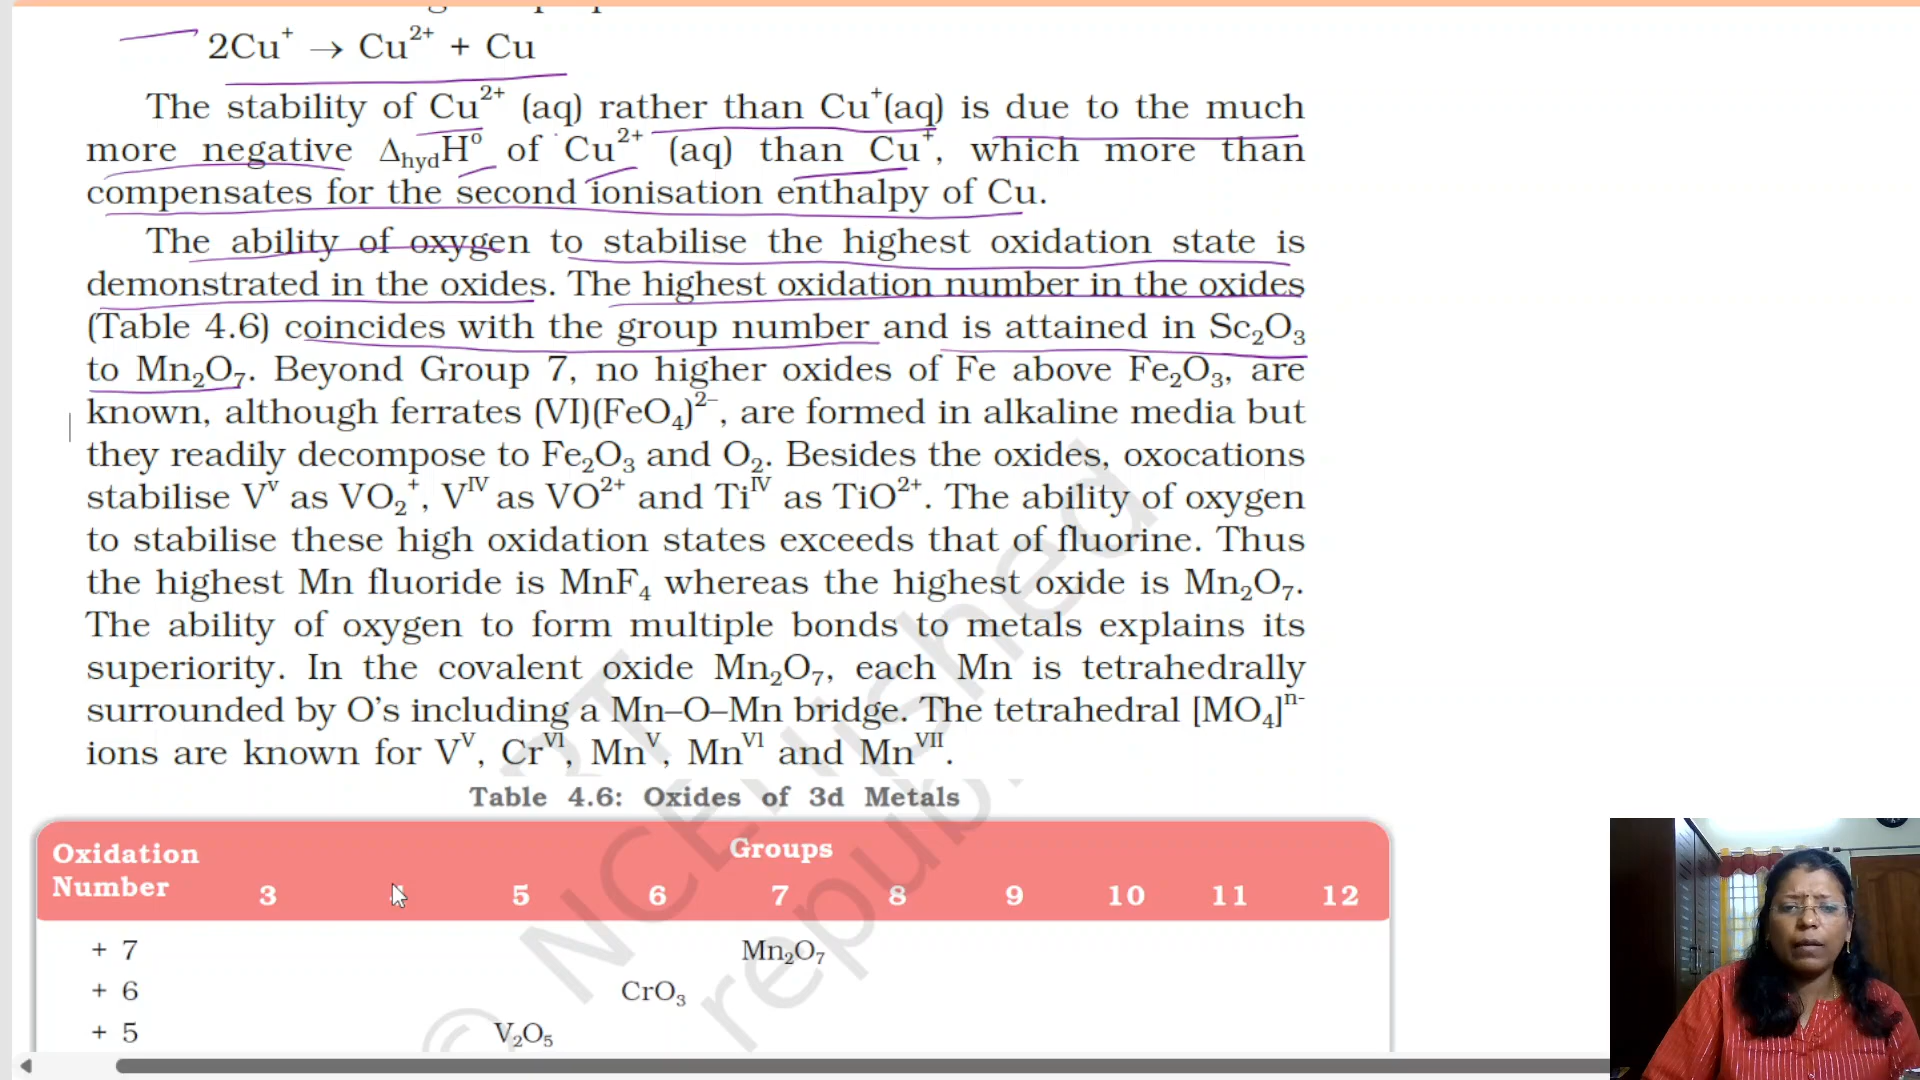 2Cu⁺ → Cu²⁺ + Cu
The stability of Cu²⁺ (aq) rather than Cu⁺(aq) is due to the much
more negative ΔhydH° of Cu²⁺ (aq) than Cu⁺, which more than
compensates for the second ionisation enthalpy of Cu.
The ability of oxygen to stabilise the highest oxidation state is
demonstrated in the oxides. The highest oxidation number in the oxides
(Table 4.6) coincides with the group number and is attained in Sc₂O₃
to Mn₂O₇. Beyond Group 7, no higher oxides of Fe above Fe₂O₃, are
known, although ferrates (VI)(FeO₄)²⁻, are formed in alkaline media but
they readily decompose to Fe₂O₃ and O₂. Besides the oxides, oxocations
stabilise Vᵛ as VO₂⁺, Vᴵⱽ as VO²⁺ and Tiᴵⱽ as TiO²⁺. The ability of oxygen
to stabilise these high oxidation states exceeds that of fluorine. Thus
the highest Mn fluoride is MnF₄ whereas the highest oxide is Mn₂O₇.
The ability of oxygen to form multiple bonds to metals explains its
superiority. In the covalent oxide Mn₂O₇, each Mn is tetrahedrally
surrounded by O's including a Mn–O–Mn bridge. The tetrahedral [MO₄]ⁿ⁻
ions are known for Vⱽ, Crⱽᴵ, Mnⱽ, Mnⱽᴵ and Mnⱽᴵᴵ.
Table 4.6: Oxides of 3d Metals
Oxidation Number
Groups
3 5 6 7 8 9 10 11 12
+ 7 Mn₂O₇
+ 6 CrO₃
+ 5 V₂O₅